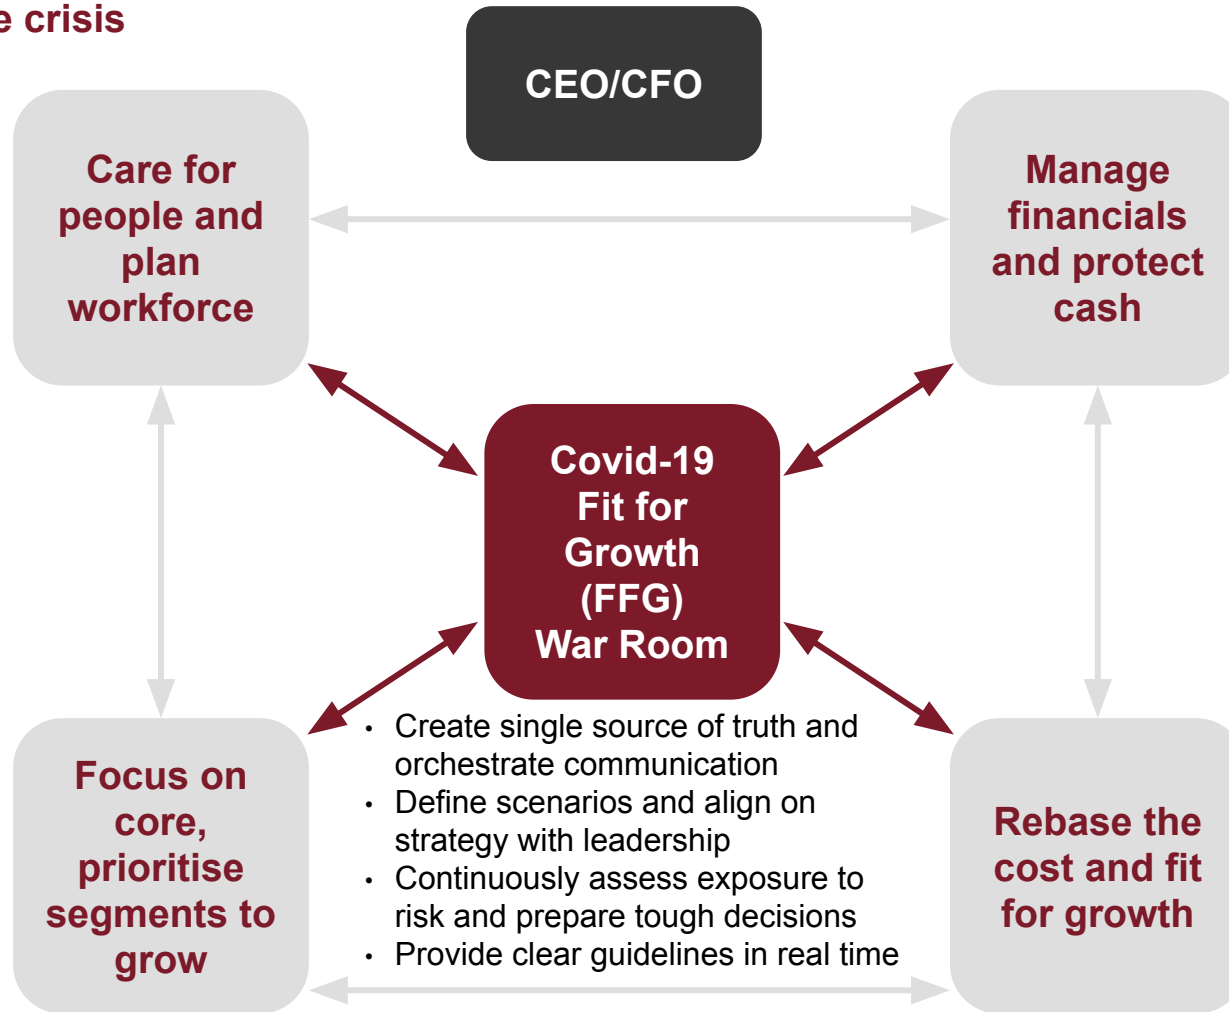 e crisis
CEO/CFO
Care for
people and
plan
workforce
Manage
financials
and protect
cash
Covid-19
Fit for
Growth
(FFG)
War Room
• Create single source of truth and
orchestrate communication
• Define scenarios and align on
strategy with leadership
• Continuously assess exposure to
risk and prepare tough decisions
• Provide clear guidelines in real time
Focus on
core,
prioritise
segments to
grow
Rebase the
cost and fit
for growth